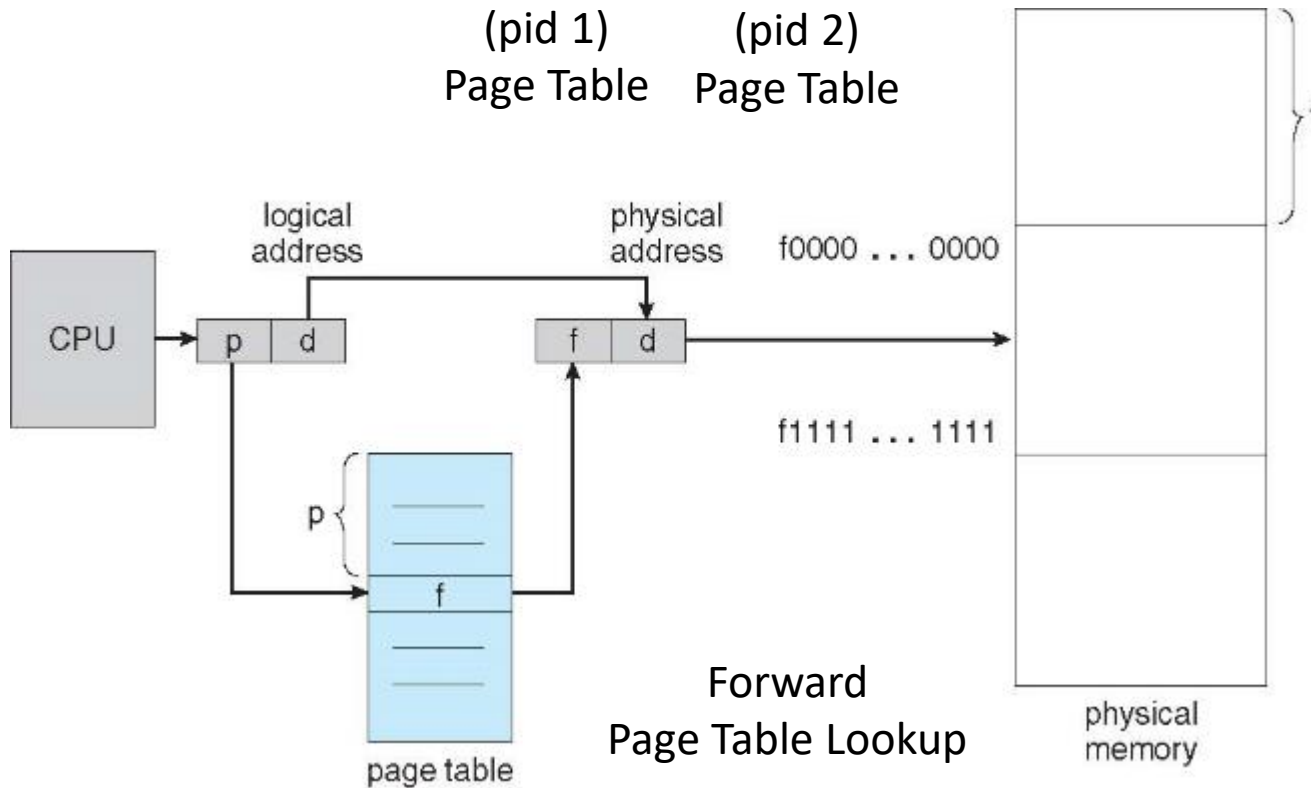 (pid 1)
Page Table
(pid 2)
Page Table
logical
address
physical
address
f0000 ... 0000
CPU
p
d
f
d
f1111 ... 1111
p
f
Forward
Page Table Lookup
page table
physical
memory